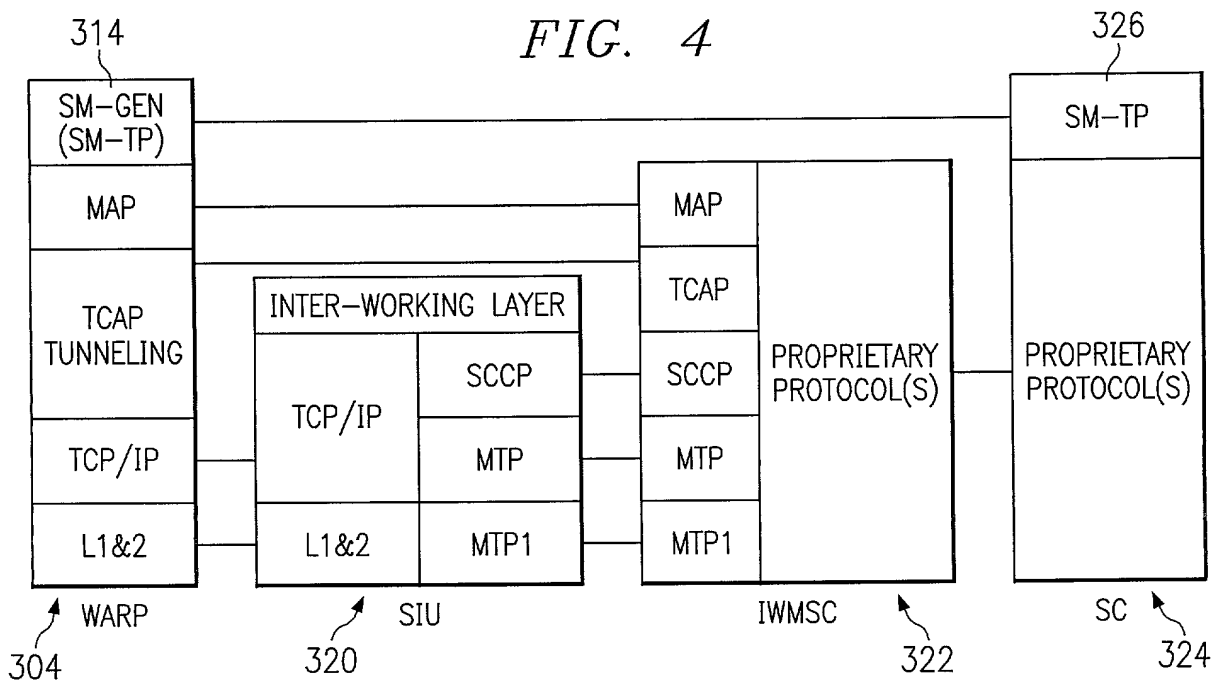 FIG. 4
314
326
SM-GEN
(SM-TP)
MAP
TCAP
TUNNELING
TCP/IP
L1&2
WARP
304
INTER-WORKING LAYER
TCP/IP
L1&2
SCCP
MTP
MTP1
SIU
320
MAP
TCAP
SCCP
MTP
MTP1
PROPRIETARY
PROTOCOL(S)
IWMSC
322
SM-TP
PROPRIETARY
PROTOCOL(S)
SC
324